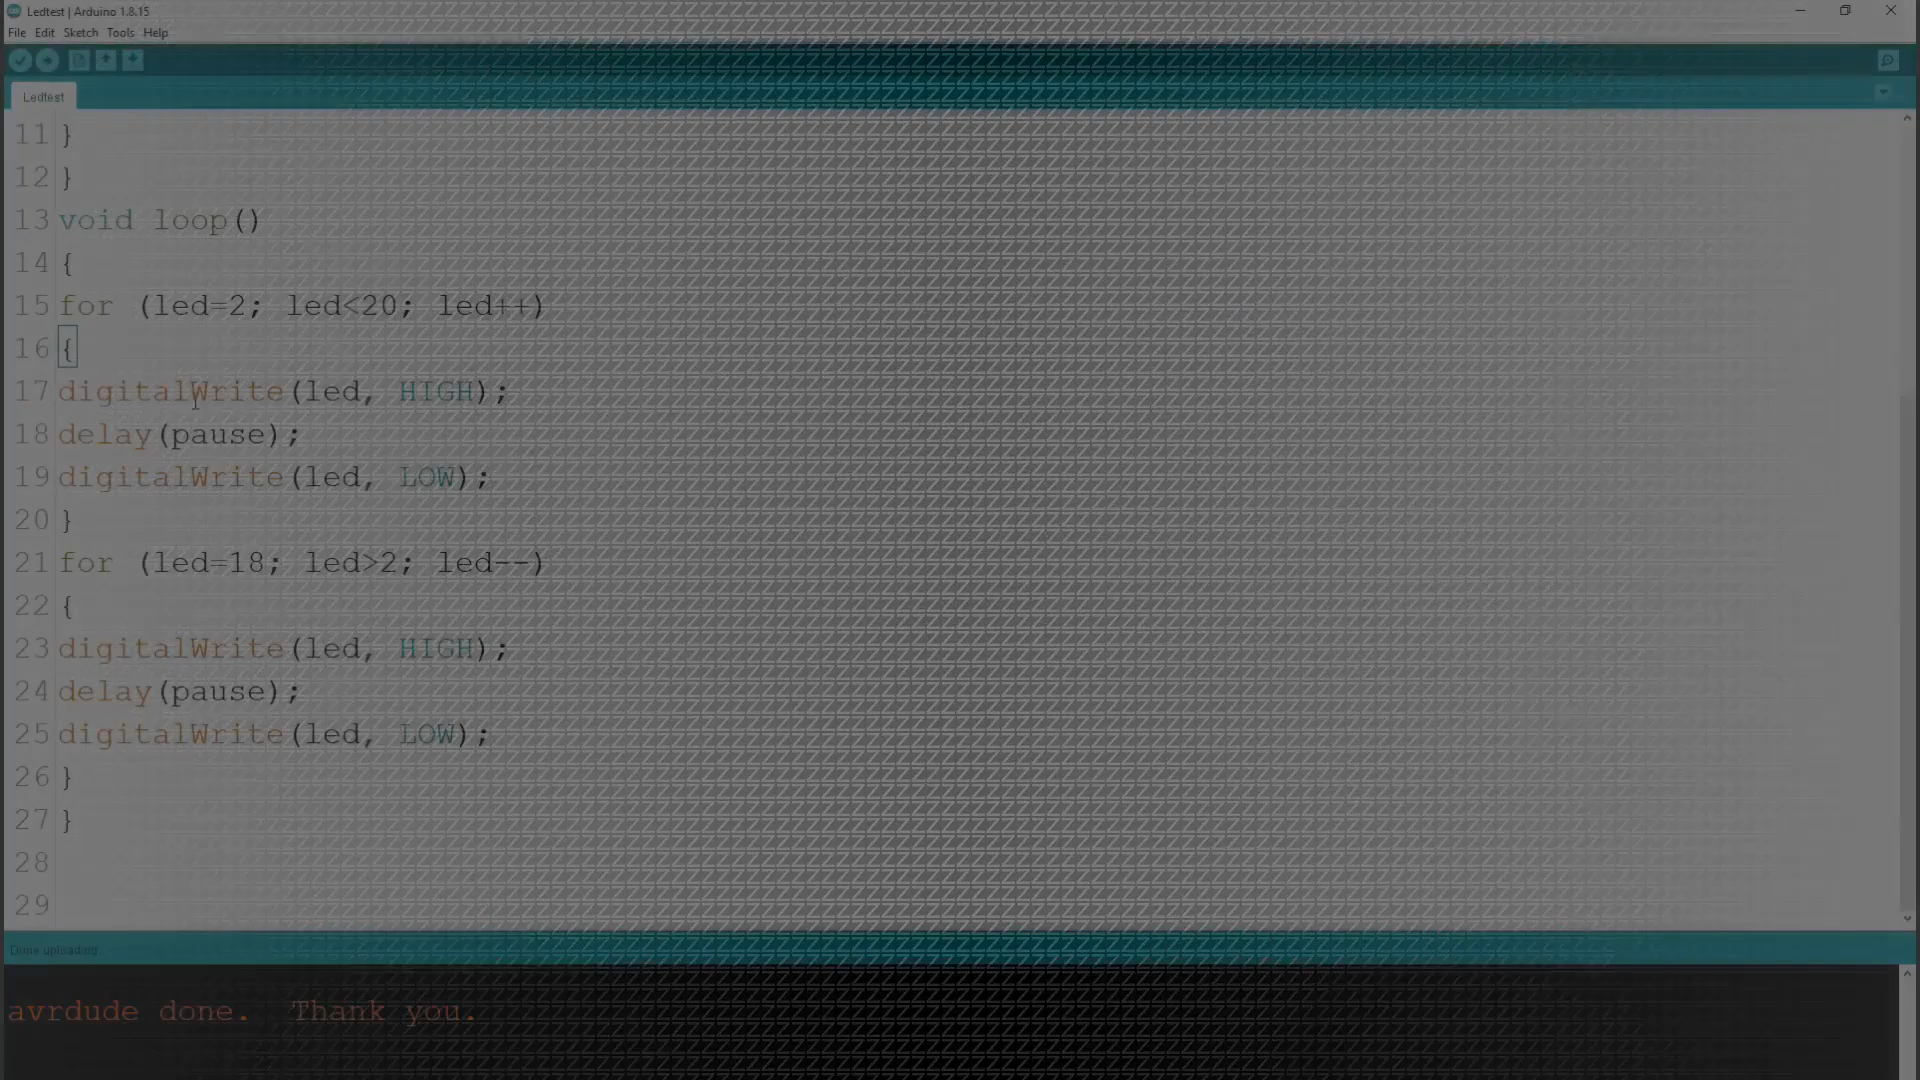 Ledtest | Arduino 1.8.15
File Edit Sketch Tools Help
Ledtest
11 }
12 }
13 void loop()
14 {
15 for (led=2; led<20; led++)
16 {
17 digitalWrite(led, HIGH);
18 delay(pause);
19 digitalWrite(led, LOW);
20 }
21 for (led=18; led>2; led--)
22 {
23 digitalWrite(led, HIGH);
24 delay(pause);
25 digitalWrite(led, LOW);
26 }
27 }
28
29
Done uploading.
avrdude done.  Thank you.